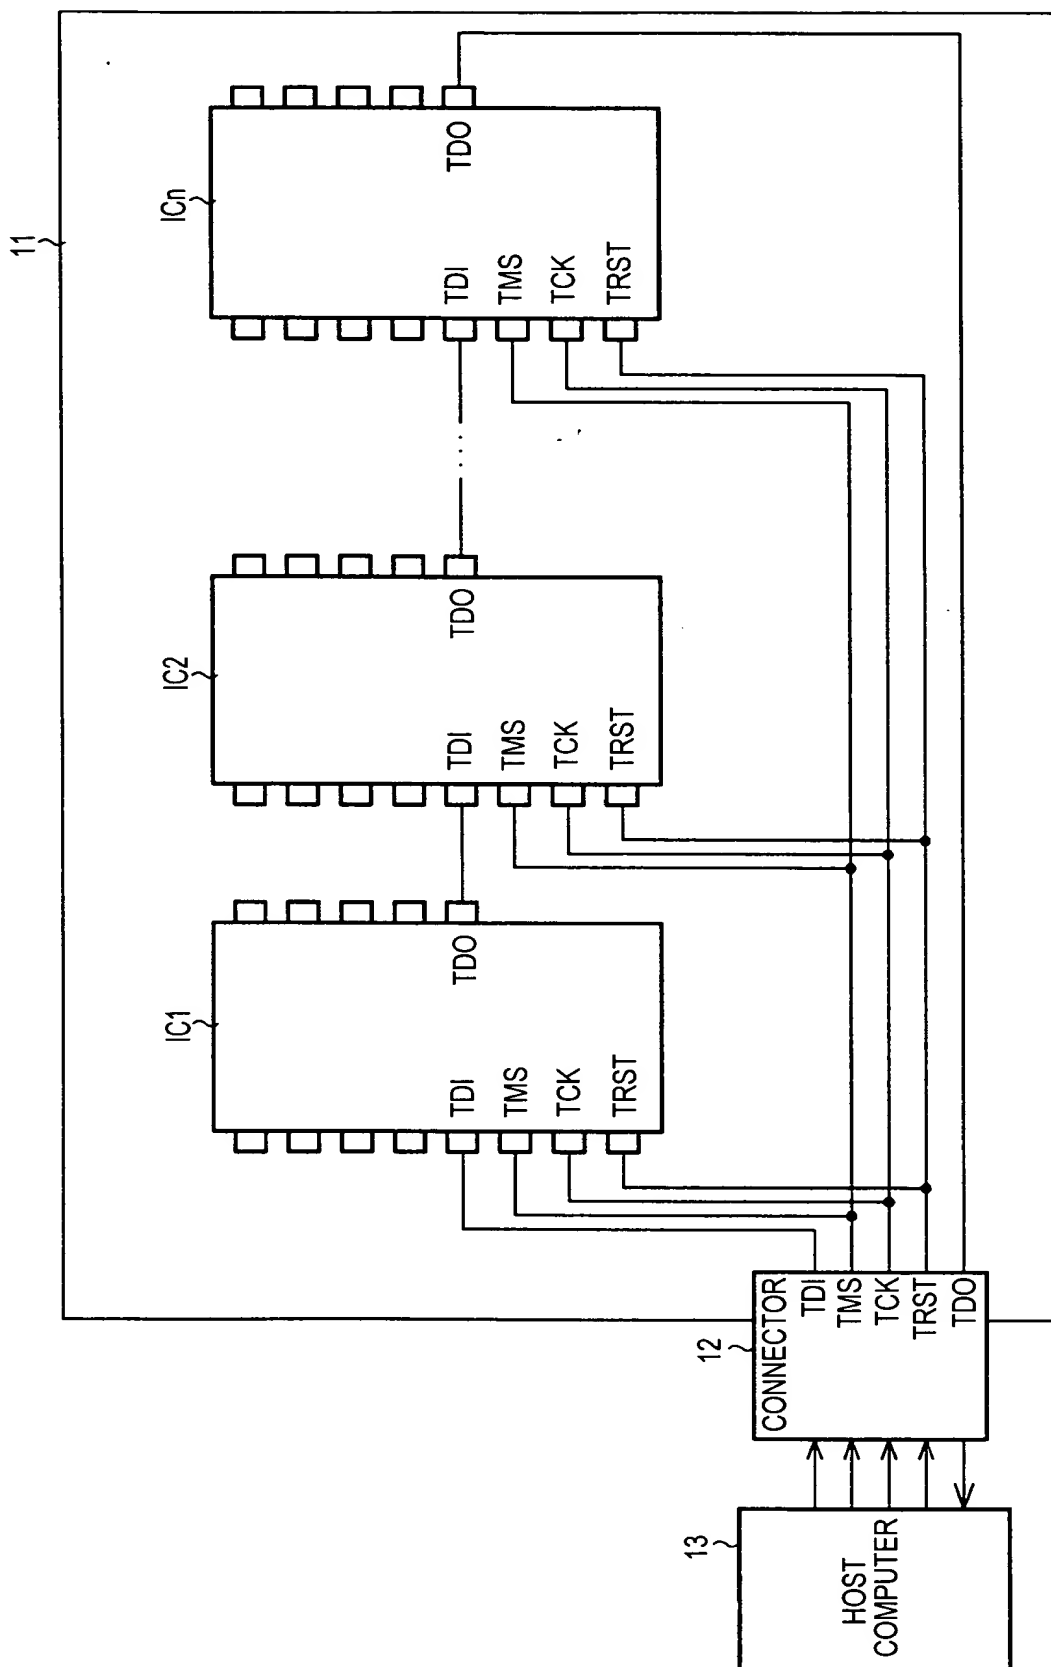 11
IC1
IC2
ICn
TDI
TDO
TDI
TDO
TDI
TDO
TMS
TMS
TMS
TCK
TCK
TCK
TRST
TRST
TRST
13
HOST
COMPUTER
12
CONNECTOR
TDI
TMS
TCK
TRST
TDO